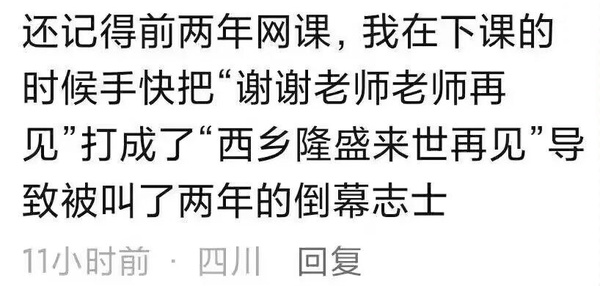 还记得前两年网课，我在下课的
时候手快把“谢谢老师老师再
见”打成了“西乡隆盛来世再见”导
致被叫了两年的倒幕志士
11小时前 · 四川 回复